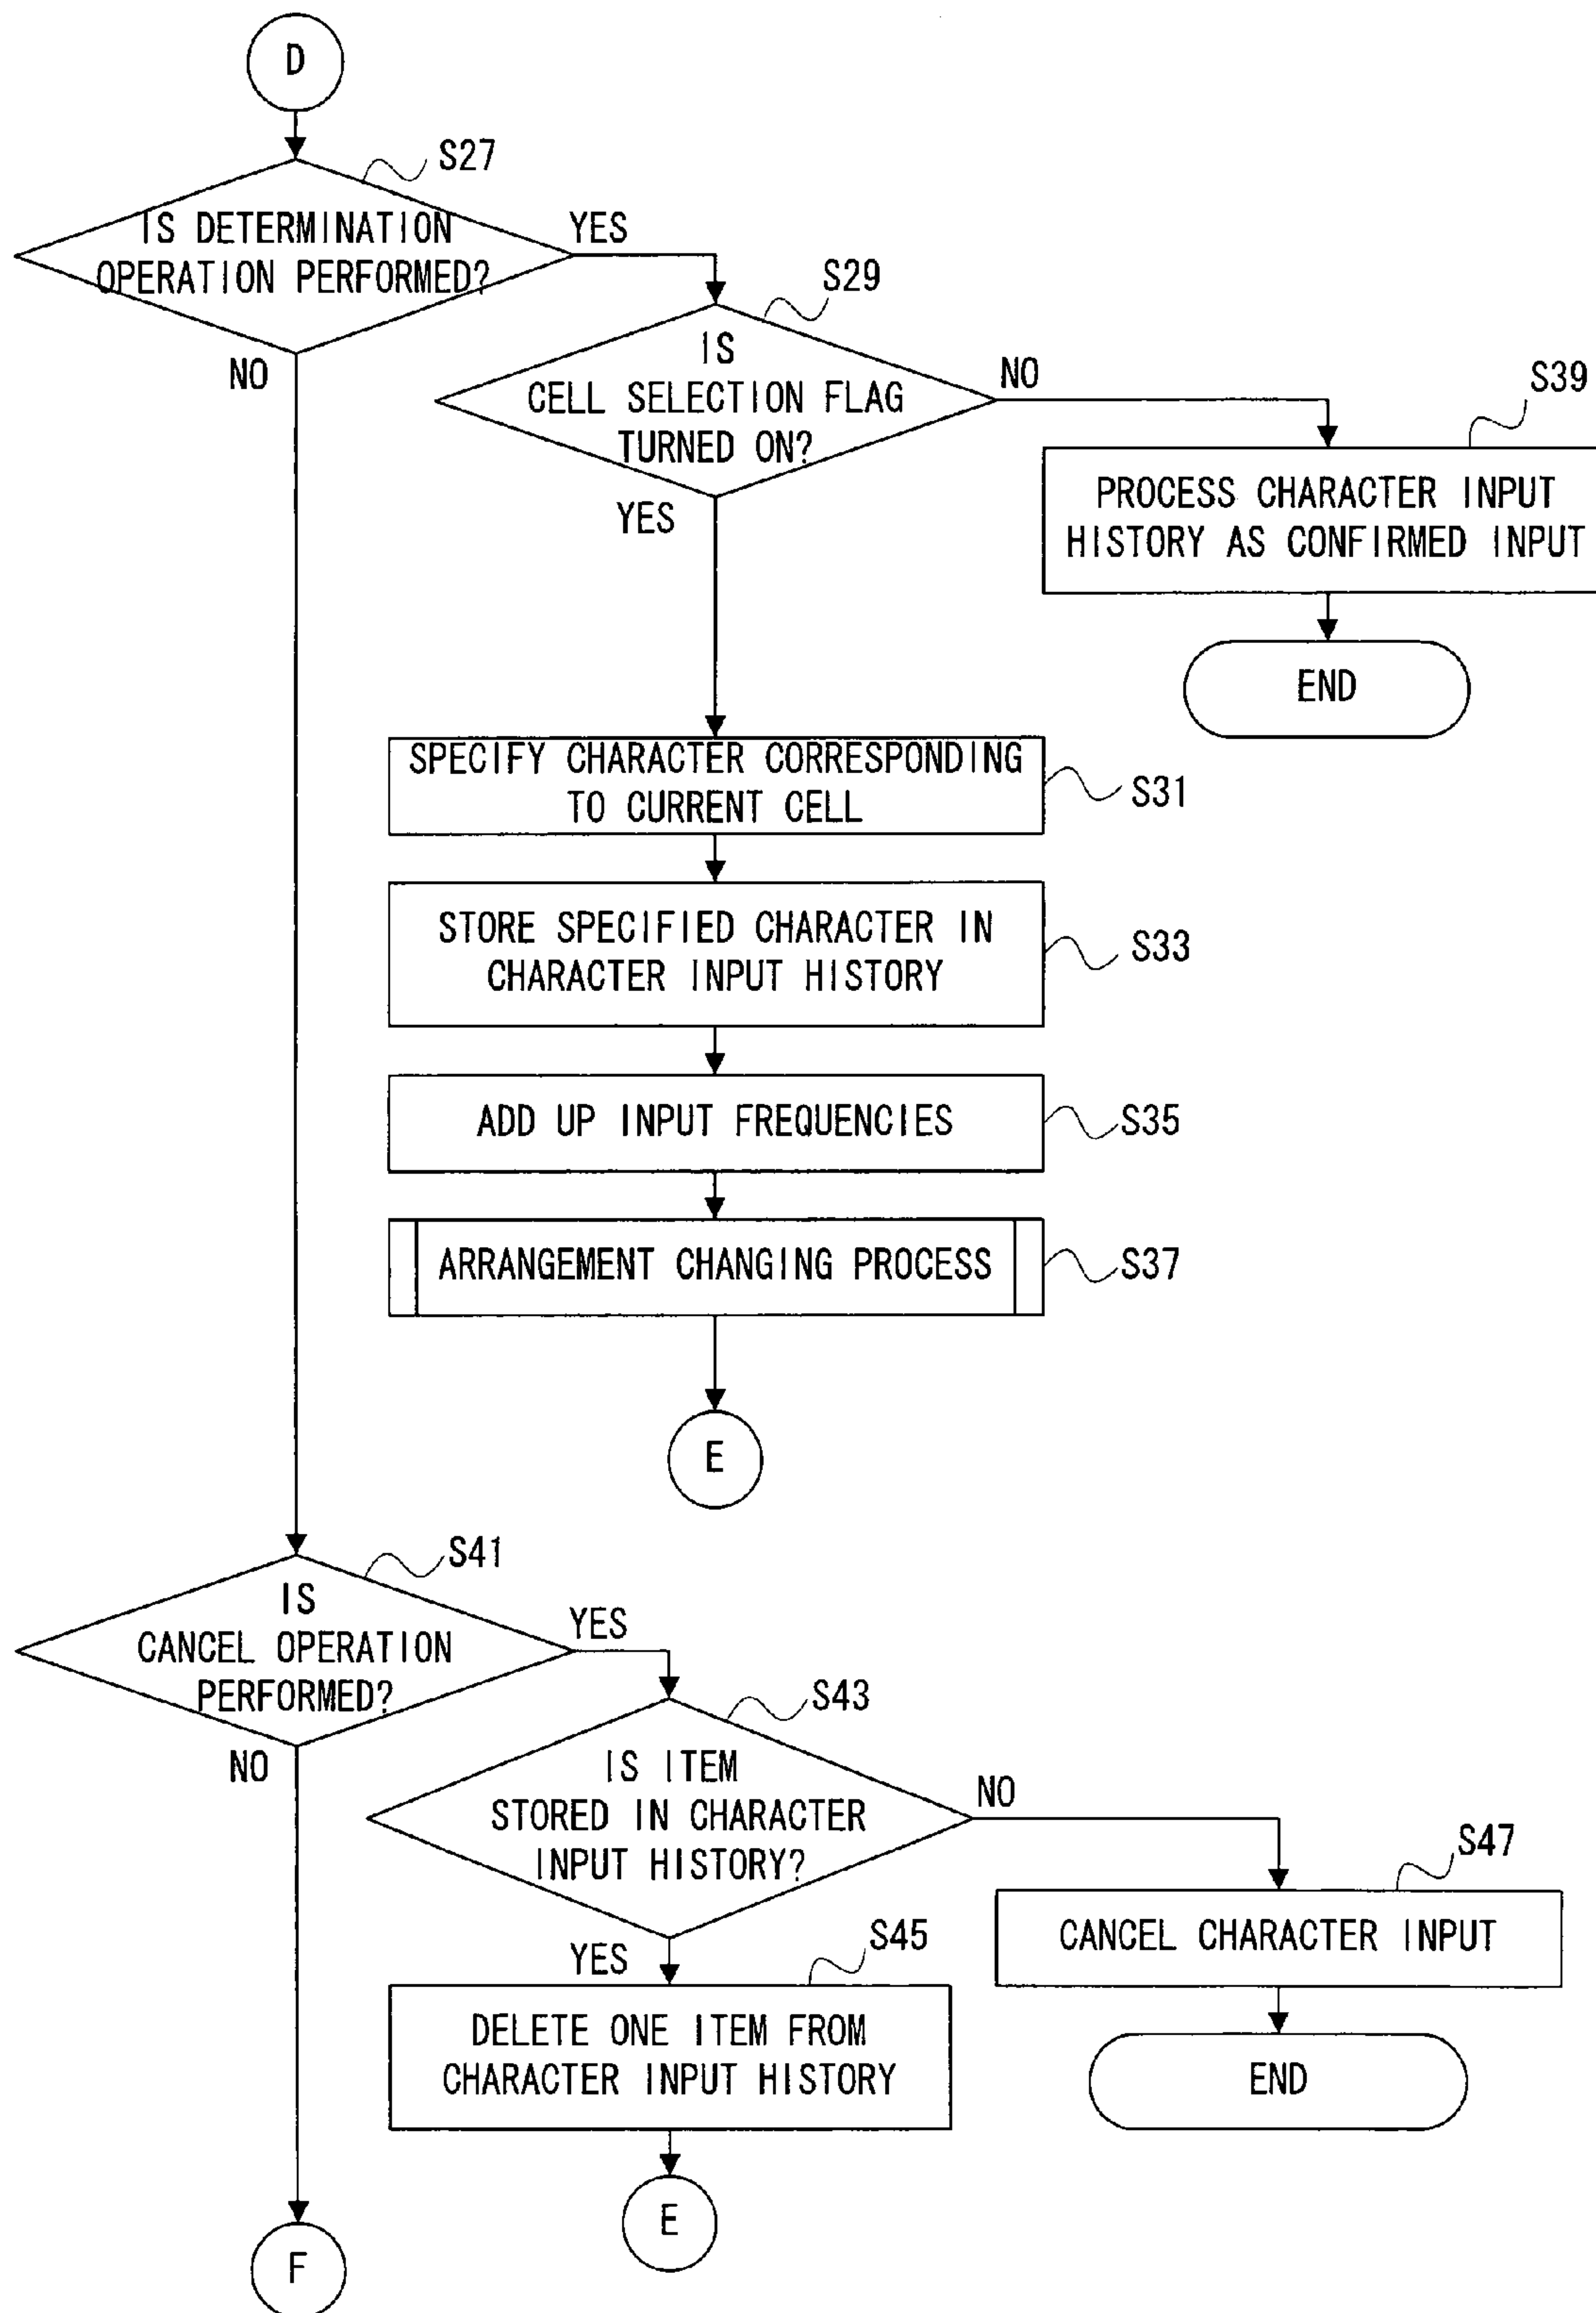 D
S27
IS DETERMINATION
OPERATION PERFORMED?
YES
NO
S29
IS
CELL SELECTION FLAG
TURNED ON?
NO
YES
S39
PROCESS CHARACTER INPUT
HISTORY AS CONFIRMED INPUT
END
SPECIFY CHARACTER CORRESPONDING
TO CURRENT CELL
S31
STORE SPECIFIED CHARACTER IN
CHARACTER INPUT HISTORY
S33
ADD UP INPUT FREQUENCIES
S35
ARRANGEMENT CHANGING PROCESS
S37
E
S41
IS
CANCEL OPERATION
PERFORMED?
YES
NO
S43
IS ITEM
STORED IN CHARACTER
INPUT HISTORY?
NO
YES
S47
CANCEL CHARACTER INPUT
END
S45
DELETE ONE ITEM FROM
CHARACTER INPUT HISTORY
E
F